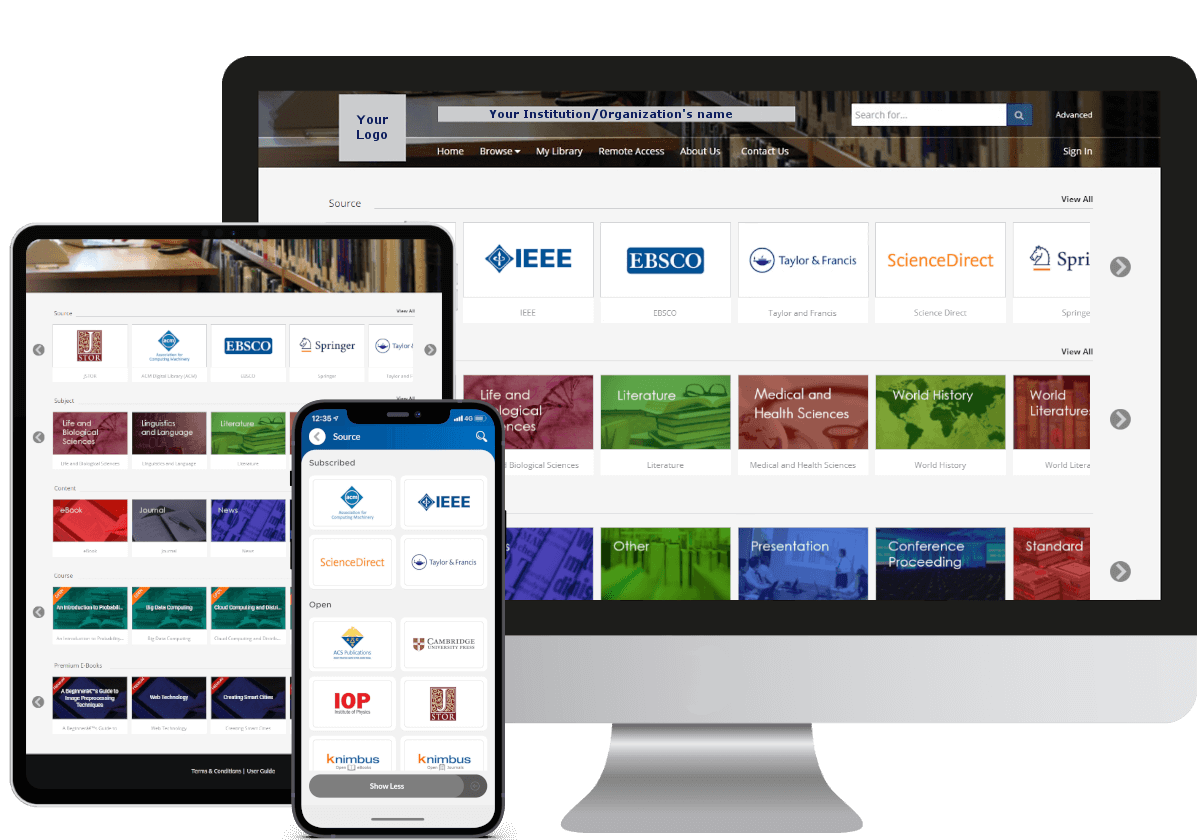 Your
Logo
Your Institution/Organization's name
Search for...
Advanced
Home
Browse
My Library
Remote Access
About Us
Contact Us
Sign In
Source
View All
IEEE
EBSCO
Taylor & Francis
ScienceDirect
Spri
IEEE
EBSCO
Taylor and Francis
Science Direct
Springe
View All
Life and
ological
nces
Literature
Medical and
Health Sciences
World History
World
Literatures
d Biological Sciences
Literature
Medical and Health Sciences
World History
World Litera
s
Other
Presentation
Conference
Proceeding
Standard
Source
View All
JSTOR
acm
Association for
Computing Machinery
EBSCO
Springer
Taylor &
JSTOR
ACM Digital Library (ACM)
EBSCO
Springer
Taylor and
Subject
View All
Life and
Biological
Sciences
Linguistics
and Language
Literature
Life and Biological Sciences
Linguistics and Language
Literature
Content
eBook
Journal
News
eBook
Journal
News
Course
An Introduction to Probabili...
Big Data Computing
Cloud Computing and Distri...
An Introduction to Probability...
Big Data Computing
Cloud Computing and Distrib...
Premium E-Books
A Beginnerâ€™s Guide to
Image Preprocessing
Techniques
Web Technology
Creating Smart Cities
A Beginnerâ€™s Guide to
Web Technology
Creating Smart Cities
Terms & Conditions | User Guide
12:35
4G
Source
Subscribed
acm
Association for
Computing Machinery
IEEE
ScienceDirect
Taylor & Francis
Open
ACS
ACS Publications
CAMBRIDGE
UNIVERSITY PRESS
IOP
Institute of Physics
JSTOR
knimbus
Open eBooks
knimbus
Open Journals
Show Less